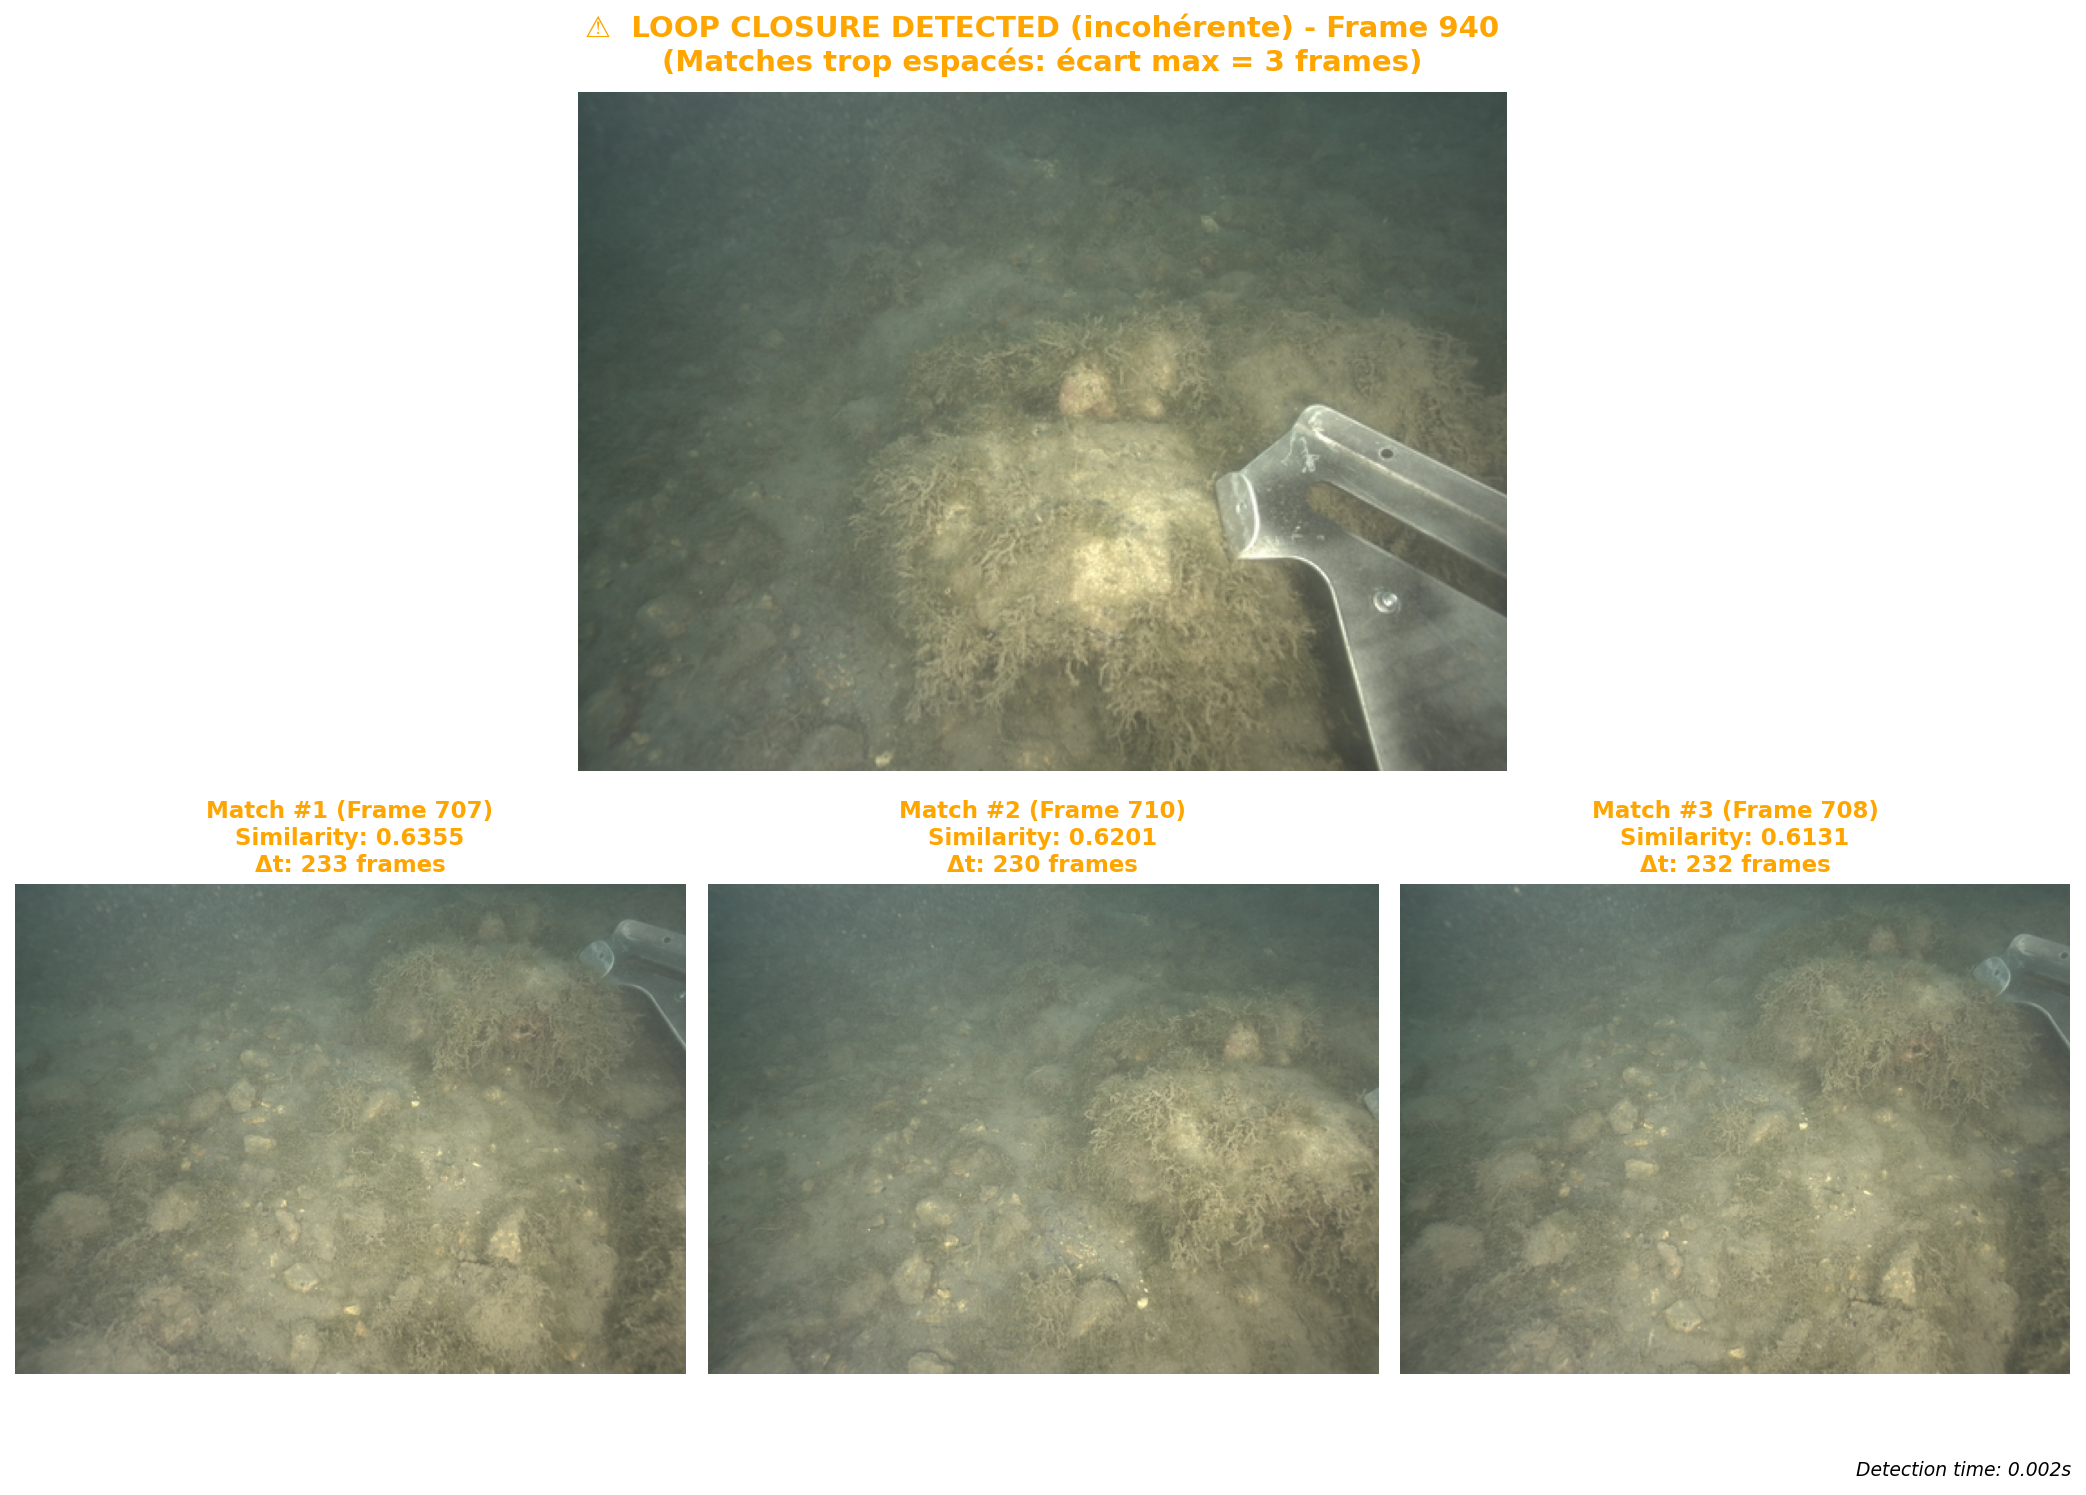 ⚠ LOOP CLOSURE DETECTED (incohérente) - Frame 940
(Matches trop espacés: écart max = 3 frames)
Match #1 (Frame 707)
Similarity: 0.6355
Δt: 233 frames
Match #2 (Frame 710)
Similarity: 0.6201
Δt: 230 frames
Match #3 (Frame 708)
Similarity: 0.6131
Δt: 232 frames
Detection time: 0.002s